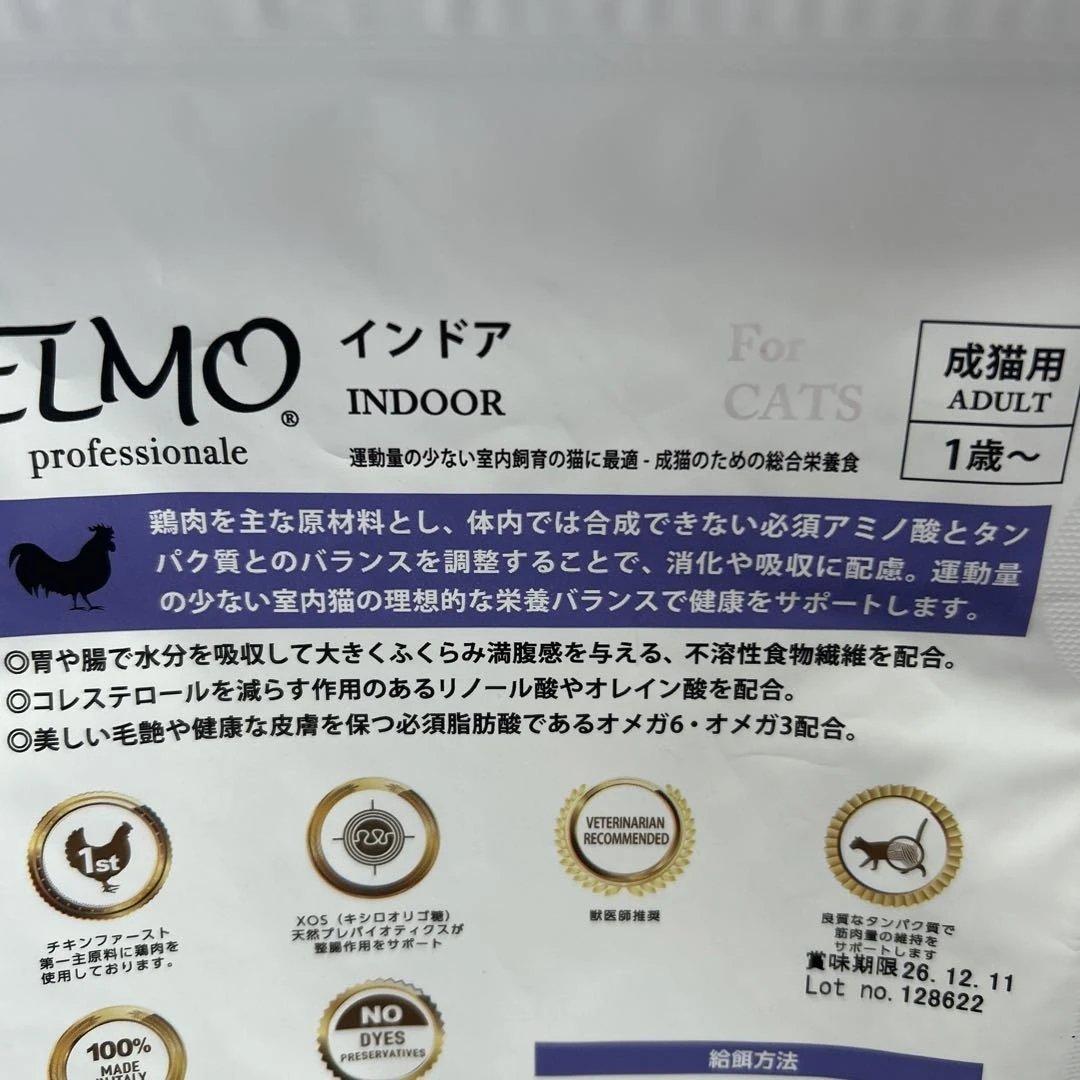 ELMO®
professionale
インドア
INDOOR
運動量の少ない室内飼育の猫に最適 - 成猫のための総合栄養食
For
CATS
成猫用
ADULT
1歳〜
鶏肉を主な原材料とし、体内では合成できない必須アミノ酸とタン
パク質とのバランスを調整することで、消化や吸収に配慮。運動量
の少ない室内猫の理想的な栄養バランスで健康をサポートします。
◎胃や腸で水分を吸収して大きくふくらみ満腹感を与える、不溶性食物繊維を配合。
◎コレステロールを減らす作用のあるリノール酸やオレイン酸を配合。
◎美しい毛艶や健康な皮膚を保つ必須脂肪酸であるオメガ6・オメガ3配合。
1st
チキンファースト
第一主原料に鶏肉を
使用しております。
XOS（キシロオリゴ糖）
天然プレバイオティクスが
整腸作用をサポート
VETERINARIAN
RECOMMENDED
獣医師推奨
良質なタンパク質で
筋肉量の維持を
サポートします
賞味期限26.12.11
Lot no.128622
100%
MADE
IN ITALY
NO
DYES
PRESERVATIVES
給餌方法